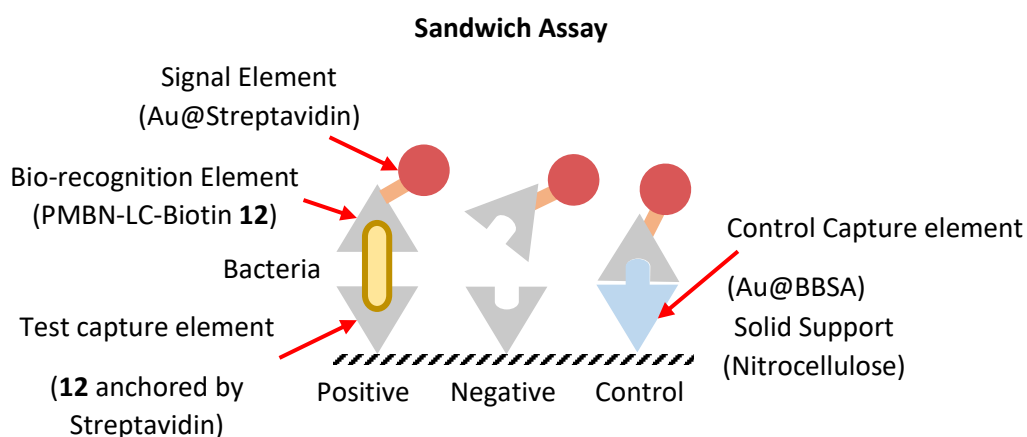 Sandwich Assay
Signal Element
(Au@Streptavidin)
Bio-recognition Element
(PMBN-LC-Biotin 12)
Bacteria
Test capture element
(12 anchored by
Streptavidin)
Positive
Negative
Control
Control Capture element
(Au@BBSA)
Solid Support
(Nitrocellulose)